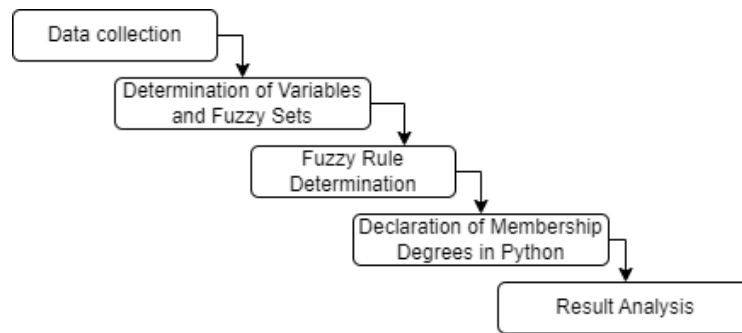 Data collection
Determination of Variables
and Fuzzy Sets
Fuzzy Rule
Determination
Declaration of Membership
Degrees in Python
Result Analysis